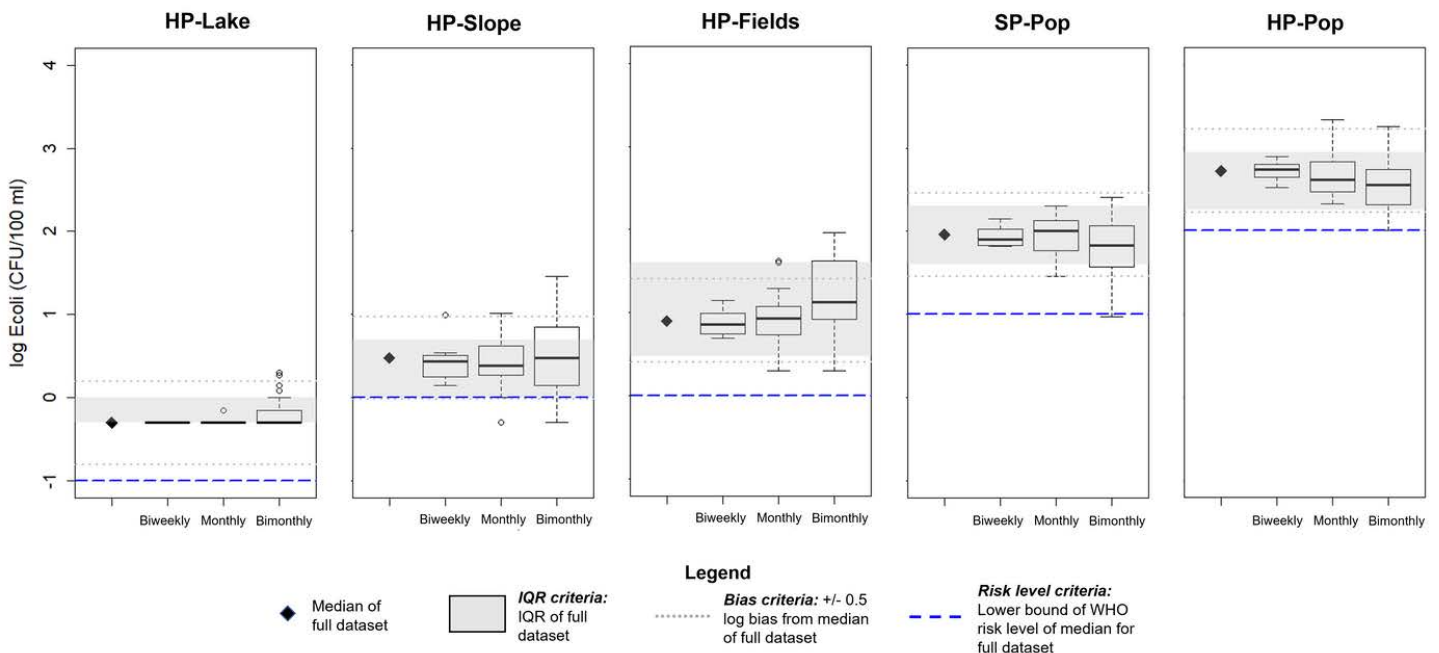 HP-Lake
HP-Slope
HP-Fields
SP-Pop
HP-Pop
log Ecoli (CFU/100 ml)
4
3
2
1
0
-1
Biweekly
Monthly
Bimonthly
Biweekly
Monthly
Bimonthly
Biweekly
Monthly
Bimonthly
Biweekly
Monthly
Bimonthly
Biweekly
Monthly
Bimonthly
Legend
Median of
full dataset
IQR criteria:
IQR of full
dataset
Bias criteria: +/- 0.5
log bias from median
of full dataset
Risk level criteria:
Lower bound of WHO
risk level of median for
full dataset